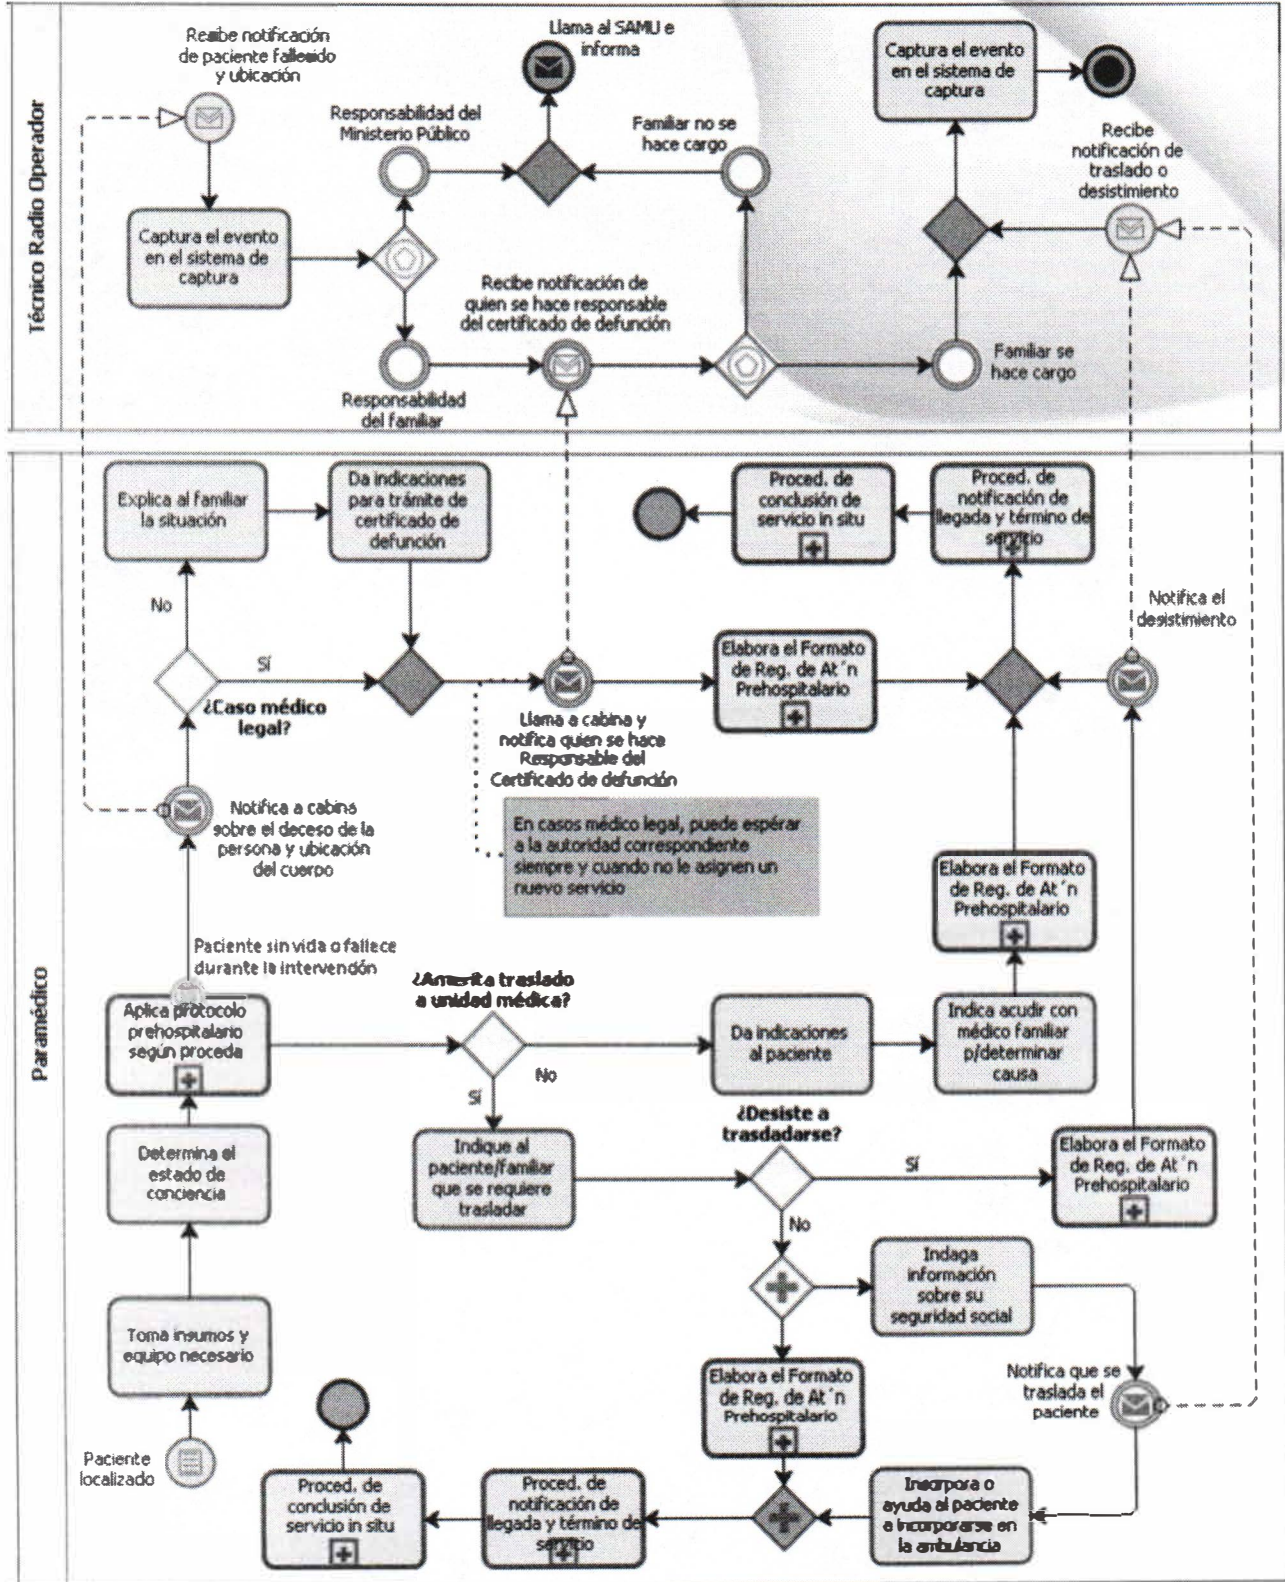 Técnico Radio Operador
Recibe notificación
de paciente fallecido
y ubicación
Captura el evento
en el sistema de
captura
Responsabilidad del
Ministerio Público
Llama al SAMU e
informa
Familiar no se
hace cargo
Responsabilidad
del familiar
Recibe notificación de
quien se hace responsable
del certificado de defunción
Captura el evento
en el sistema de
captura
Recibe
notificación de
traslado o
desistimiento
Familiar se
hace cargo
Paramédico
Explica al familiar
la situación
Da indicaciones
para trámite de
certificado de
defunción
Proced. de
conclusión de
servicio in situ
Proced. de
notificación de
llegada y término de
servicio
No
Sí
¿Caso médico
legal?
Elabora el Formato
de Reg. de At´n
Prehospitalario
Notifica el
desistimiento
Llama a cabina y
notifica quien se hace
Responsable del
Certificado de defunción
Notifica a cabina
sobre el deceso de la
persona y ubicación
del cuerpo
En casos médico legal, puede espérar
a la autoridad correspondiente
siempre y cuando no le asignen un
nuevo servicio
Elabora el Formato
de Reg. de At´n
Prehospitalario
Paciente sin vida o fallece
durante la intervención
¿Amerita traslado
a unidad médica?
Aplica protocolo
prehospitalario
según proceda
No
Sí
Da indicaciones
al paciente
Indica acudir con
médico familiar
p/determinar
causa
Determina el
estado de
conciencia
Indique al
paciente/familiar
que se requiere
trasladar
¿Desiste a
trasdadarse?
Sí
No
Elabora el Formato
de Reg. de At´n
Prehospitalario
Indaga
información
sobre su
seguridad social
Toma insumos y
equipo necesario
Elabora el Formato
de Reg. de At´n
Prehospitalario
Notifica que se
traslada el
paciente
Paciente
localizado
Proced. de
conclusión de
servicio in situ
Proced. de
notificación de
llegada y término de
servicio
Incorpora o
ayuda al paciente
a incorporarse en
la ambulancia